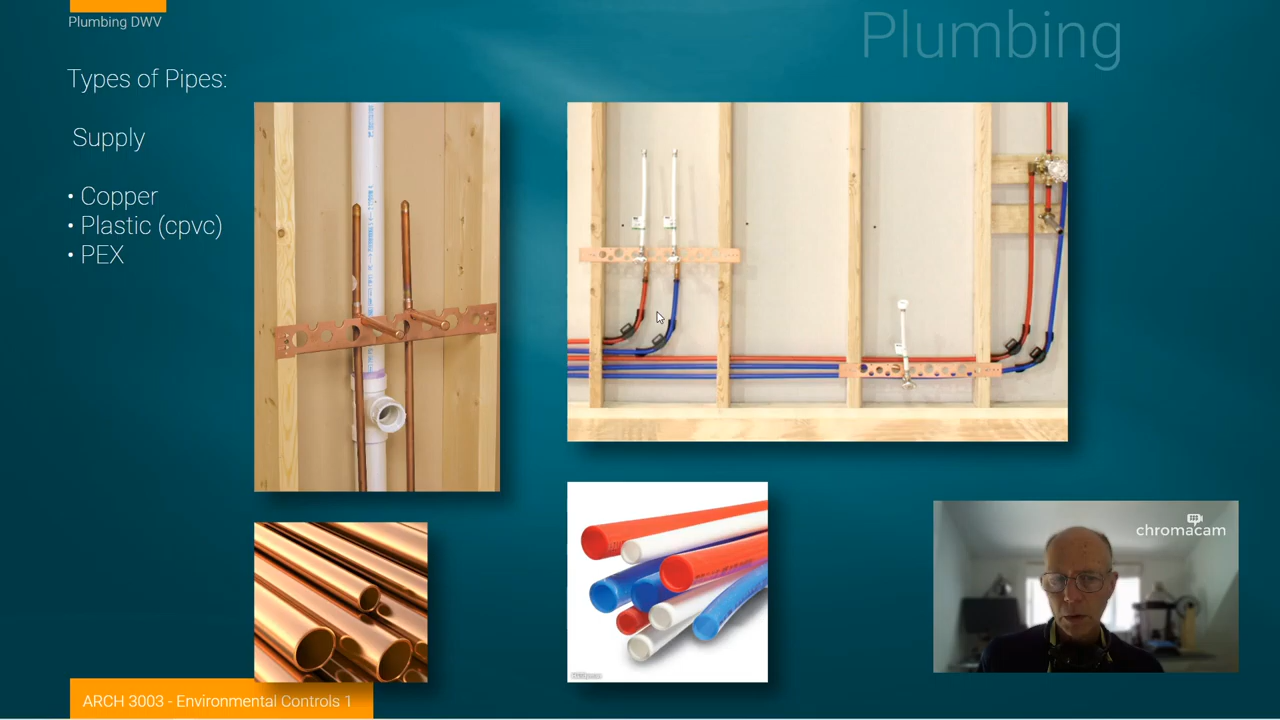 Plumbing DWV
Plumbing
Types of Pipes:
Supply
• Copper
• Plastic (cpvc)
• PEX
chromacam
ARCH 3003 - Environmental Controls 1